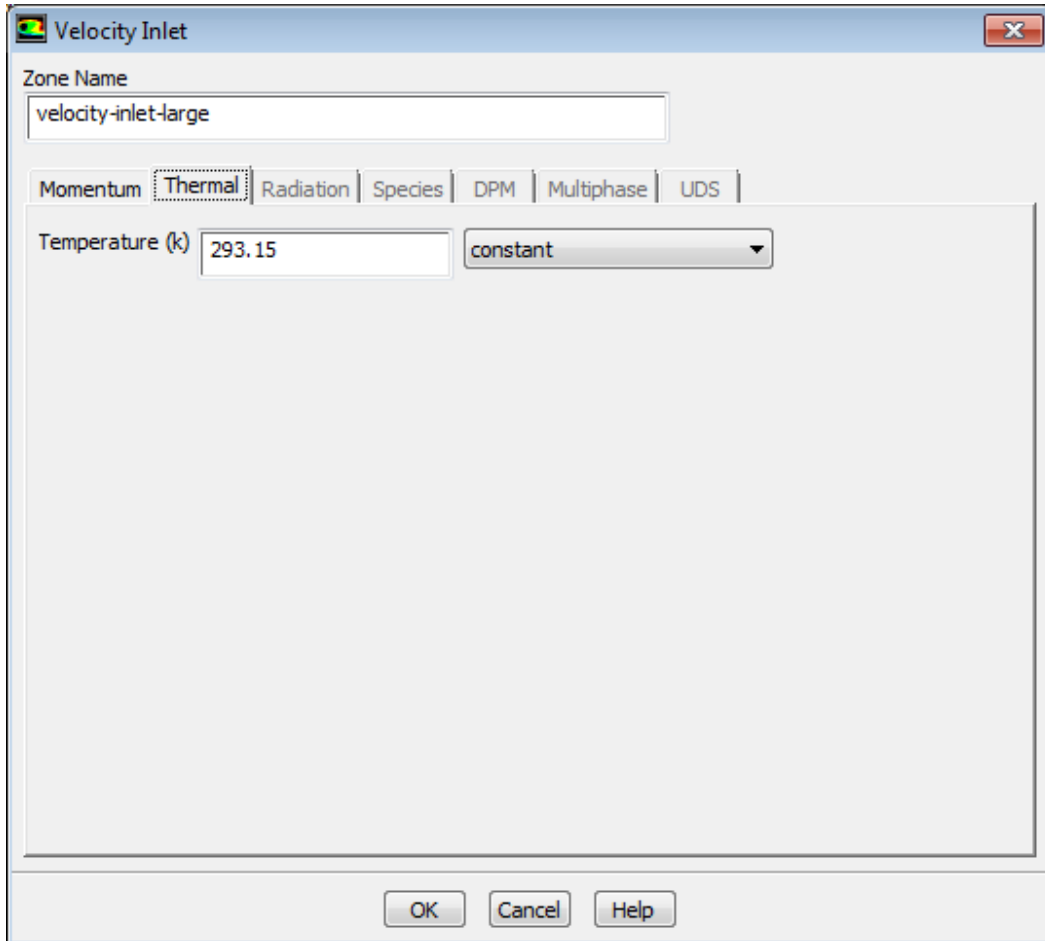 Velocity Inlet
Zone Name
velocity-inlet-large
Momentum Thermal Radiation Species DPM Multiphase UDS
Temperature (k) 293.15 constant
OK Cancel Help